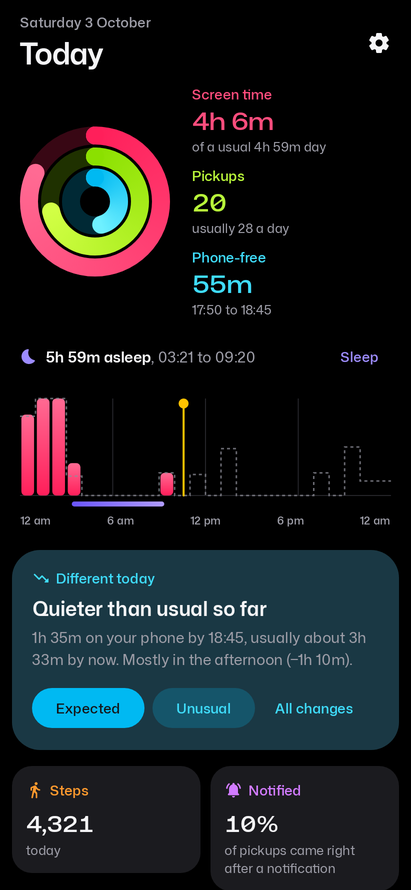 Saturday 3 October
Today
Screen time
4h 6m
of a usual 4h 59m day
Pickups
20
usually 28 a day
Phone-free
55m
17:50 to 18:45
5h 59m asleep, 03:21 to 09:20
Sleep
12 am 6 am 12 pm 6 pm 12 am
Different today
Quieter than usual so far
1h 35m on your phone by 18:45, usually about 3h
33m by now. Mostly in the afternoon (−1h 10m).
Expected Unusual All changes
Steps
4,321
today
Notified
10%
of pickups came right
after a notification